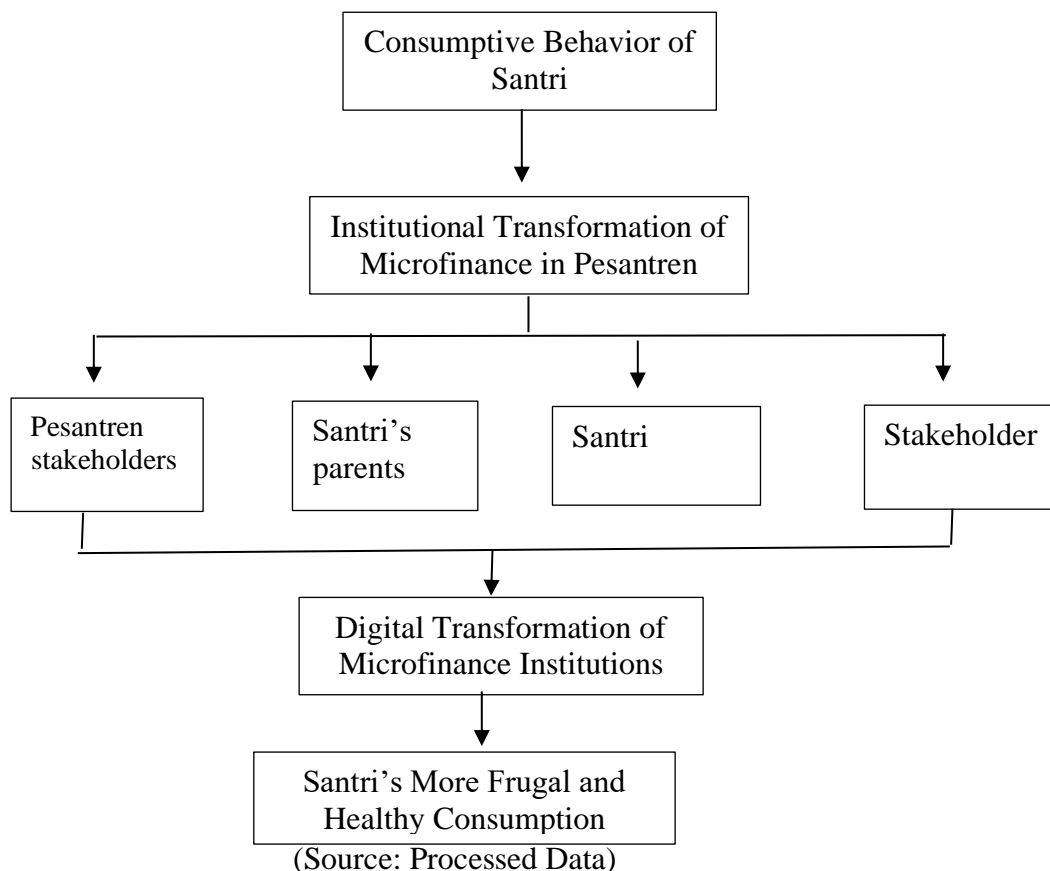 Consumptive Behavior of
Santri
Institutional Transformation of
Microfinance in Pesantren
Pesantren
stakeholders
Santri’s
parents
Santri
Stakeholder
Digital Transformation of
Microfinance Institutions
Santri’s More Frugal and
Healthy Consumption
(Source: Processed Data)